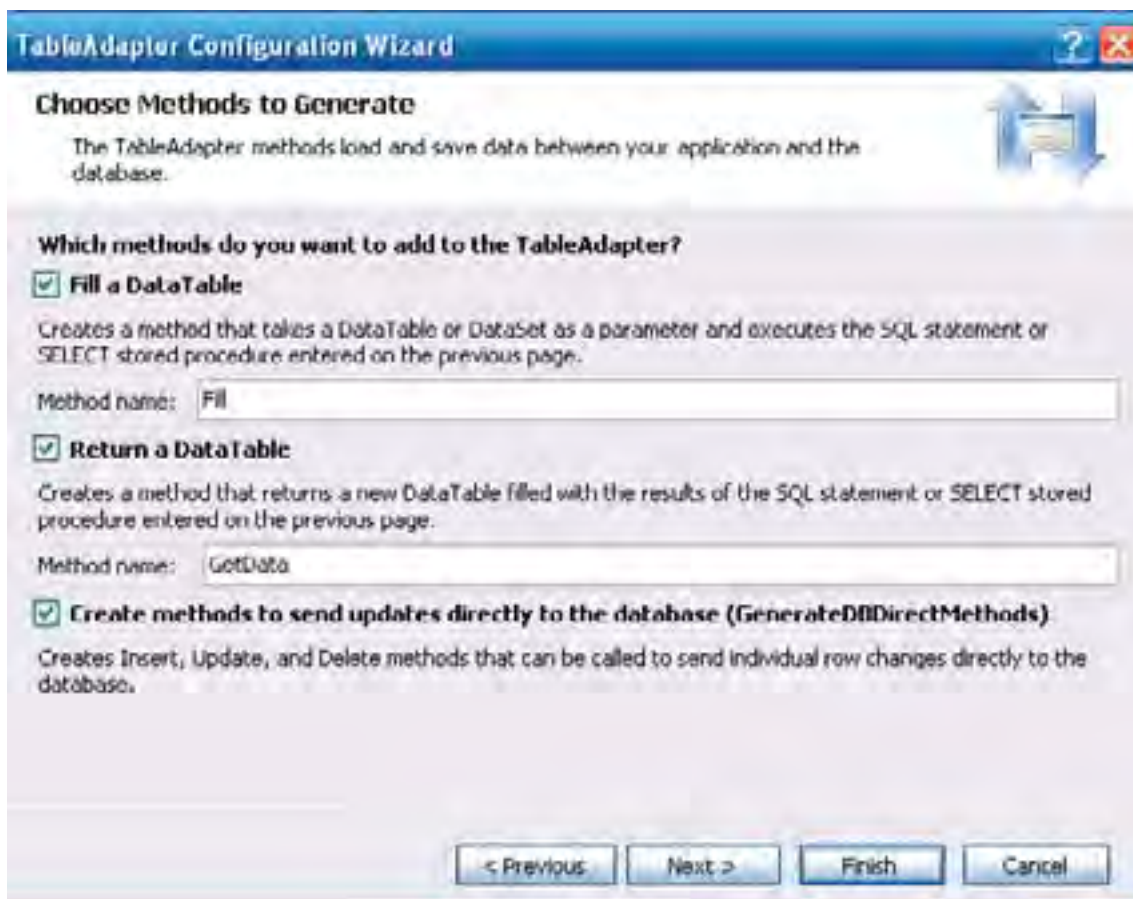 TableAdapter Configuration Wizard
Choose Methods to Generate
The TableAdapter methods load and save data between your application and the
database.
Which methods do you want to add to the TableAdapter?
Fill a DataTable
Creates a method that takes a DataTable or DataSet as a parameter and executes the SQL statement or
SELECT stored procedure entered on the previous page.
Method name: Fill
Return a DataTable
Creates a method that returns a new DataTable filled with the results of the SQL statement or SELECT stored
procedure entered on the previous page.
Method name: GetData
Create methods to send updates directly to the database (GenerateDBDirectMethods)
Creates Insert, Update, and Delete methods that can be called to send individual row changes directly to the
database.
< Previous Next > Finish Cancel